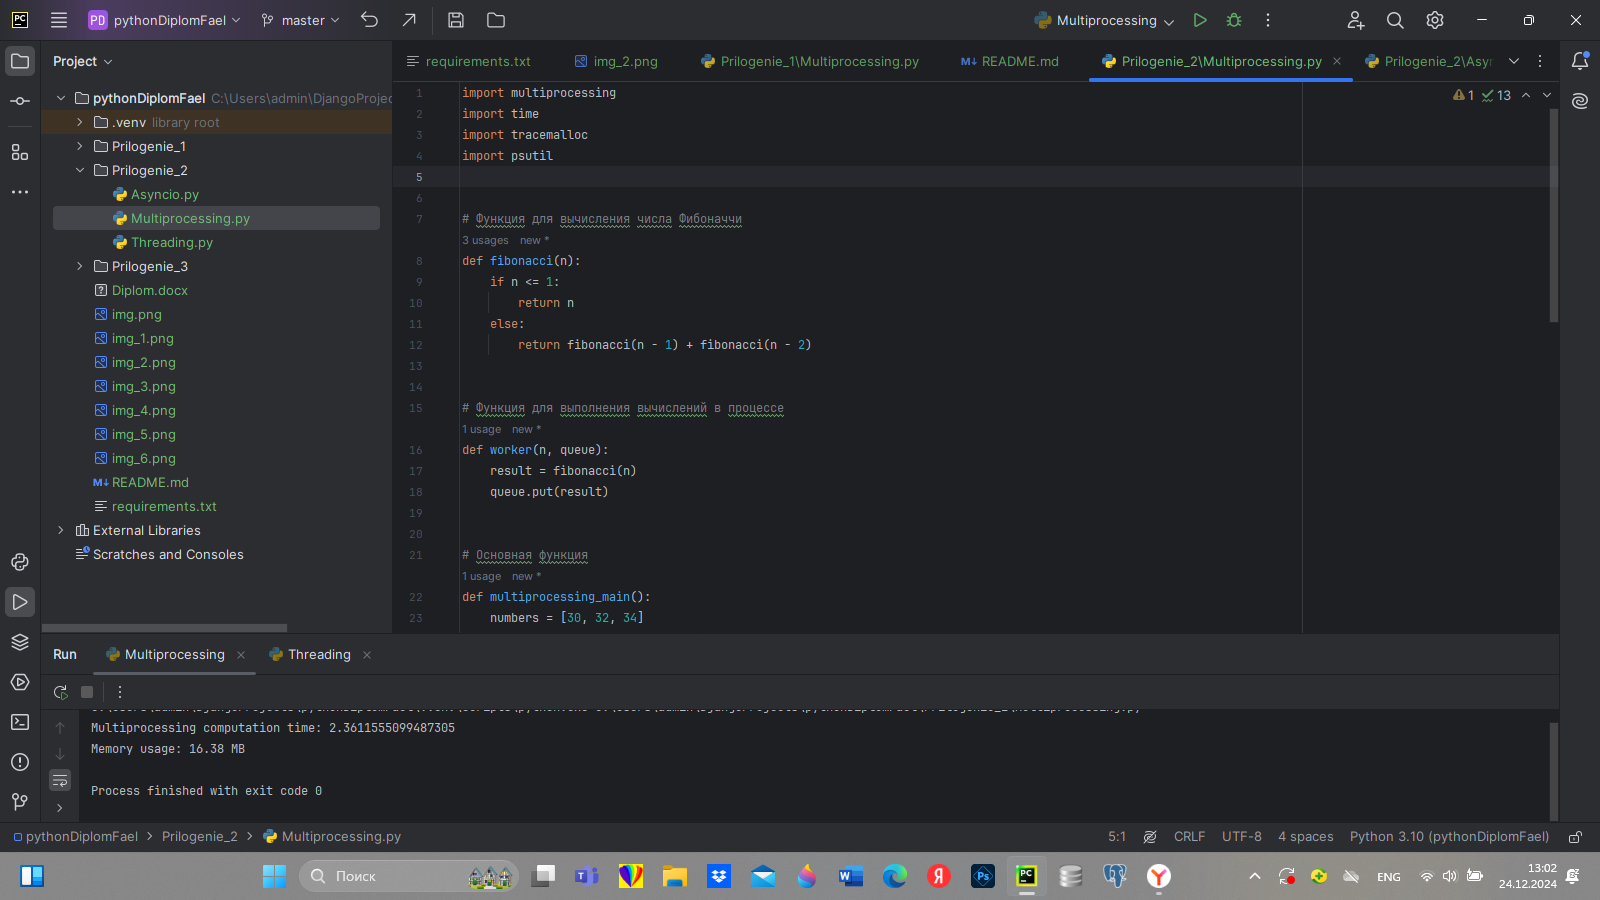 PC
PD pythonDiplomFael
master
Multiprocessing
Project
requirements.txt
img_2.png
Prilogenie_1\Multiprocessing.py
M↓ README.md
Prilogenie_2\Multiprocessing.py
Prilogenie_2\Asyn
pythonDiplomFael C:\Users\admin\DjangoProjec
.venv library root
Prilogenie_1
Prilogenie_2
Asyncio.py
Multiprocessing.py
Threading.py
Prilogenie_3
Diplom.docx
img.png
img_1.png
img_2.png
img_3.png
img_4.png
img_5.png
img_6.png
M↓ README.md
requirements.txt
External Libraries
Scratches and Consoles
1 13
1 import multiprocessing
2 import time
3 import tracemalloc
4 import psutil
5
6
7 # Функция для вычисления числа Фибоначчи
3 usages new *
8 def fibonacci(n):
9 if n <= 1:
10 return n
11 else:
12 return fibonacci(n - 1) + fibonacci(n - 2)
13
14
15 # Функция для выполнения вычислений в процессе
1 usage new *
16 def worker(n, queue):
17 result = fibonacci(n)
18 queue.put(result)
19
20
21 # Основная функция
1 usage new *
22 def multiprocessing_main():
23 numbers = [30, 32, 34]
Run
Multiprocessing
Threading
Multiprocessing computation time: 2.3611555099487305
Memory usage: 16.38 MB
Process finished with exit code 0
pythonDiplomFael > Prilogenie_2 > Multiprocessing.py
5:1
CRLF
UTF-8
4 spaces
Python 3.10 (pythonDiplomFael)
Поиск
ENG
13:02
24.12.2024